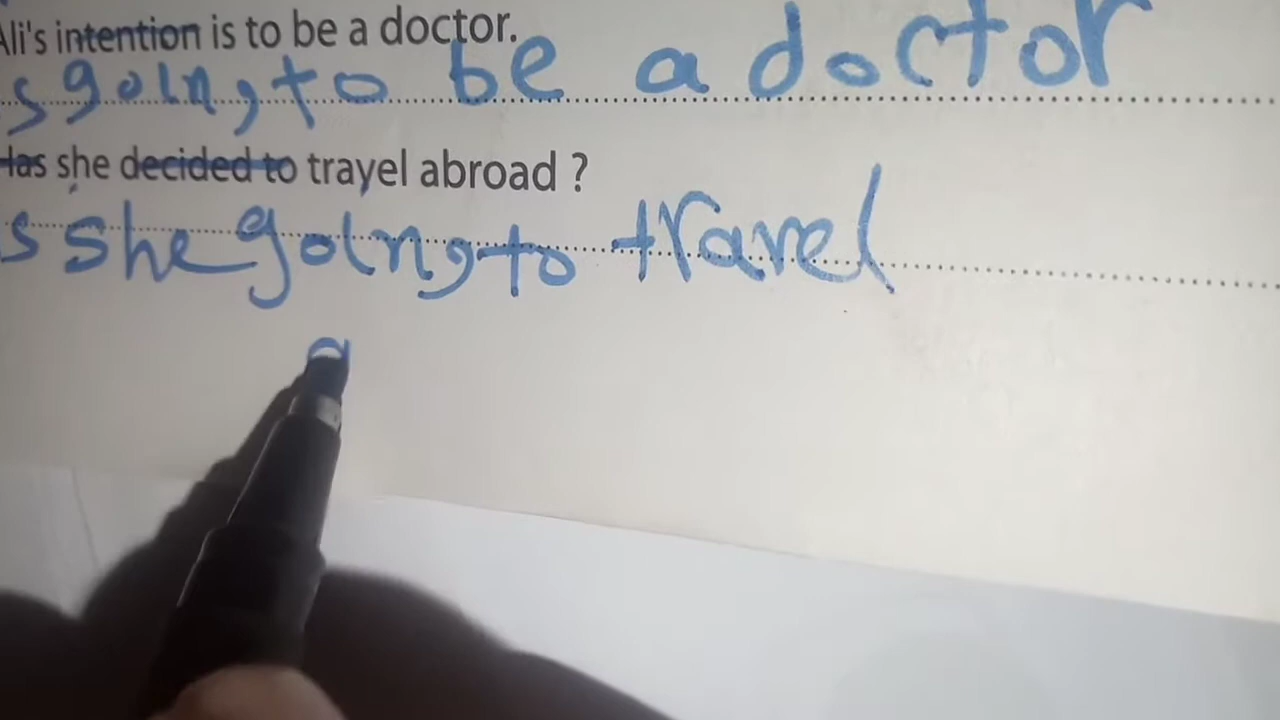 Ali's intention is to be a doctor.
s going to be a doctor
Has she decided to travel abroad ?
s she going to travel
a